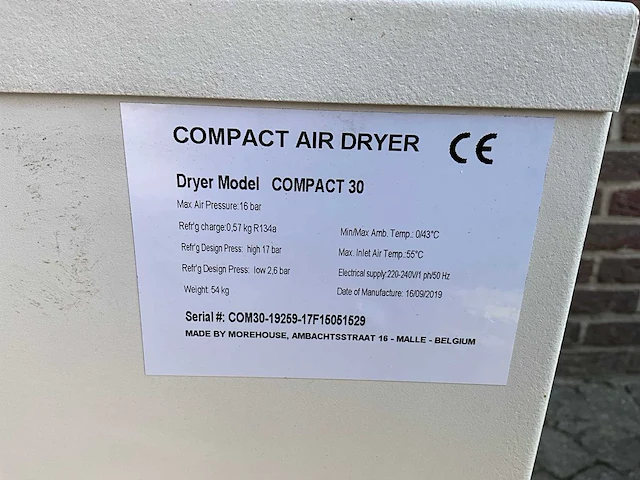 COMPACT AIR DRYER CE
Dryer Model COMPACT 30
Max Air Pressure:16 bar
Refr'g charge:0,57 kg R134a
Min/Max Amb. Temp.: 0/43°C
Refr'g Design Press: high 17 bar
Max. Inlet Air Temp.:55°C
Refr'g Design Press: low 2,6 bar
Electrical supply:220-240V/1 ph/50 Hz
Weight: 54 kg
Date of Manufacture: 16/09/2019
Serial #: COM30-19259-17F15051529
MADE BY MOREHOUSE, AMBACHTSSTRAAT 16 - MALLE - BELGIUM